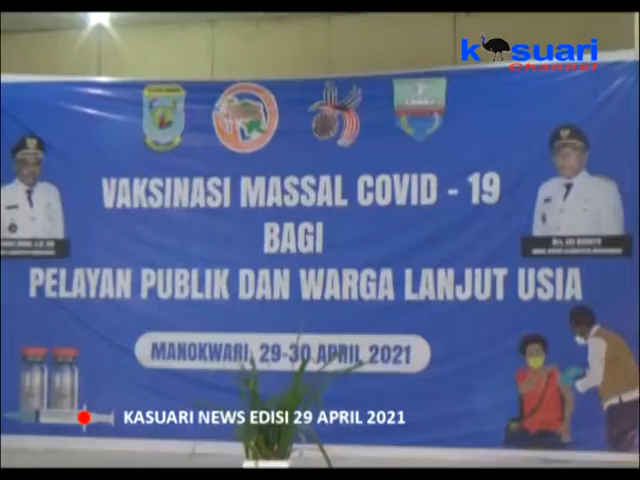 kasuari
Channel
VAKSINASI MASSAL COVID - 19
BAGI
PELAYAN PUBLIK DAN WARGA LANJUT USIA
MANOKWARI, 29-30 APRIL 2021
KASUARI NEWS EDISI 29 APRIL 2021